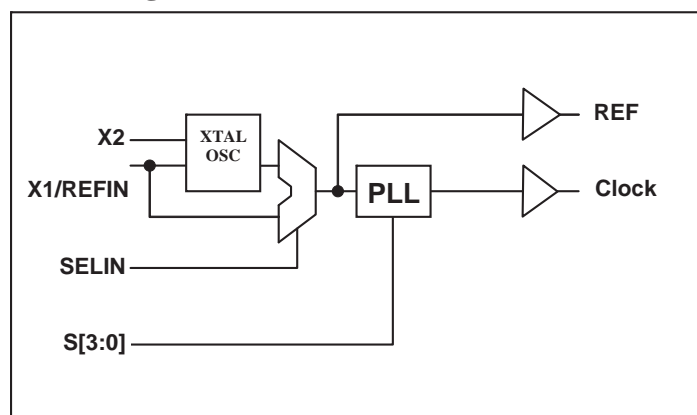 X2
XTAL
OSC
REF
X1/REFIN
PLL
Clock
SELIN
S[3:0]